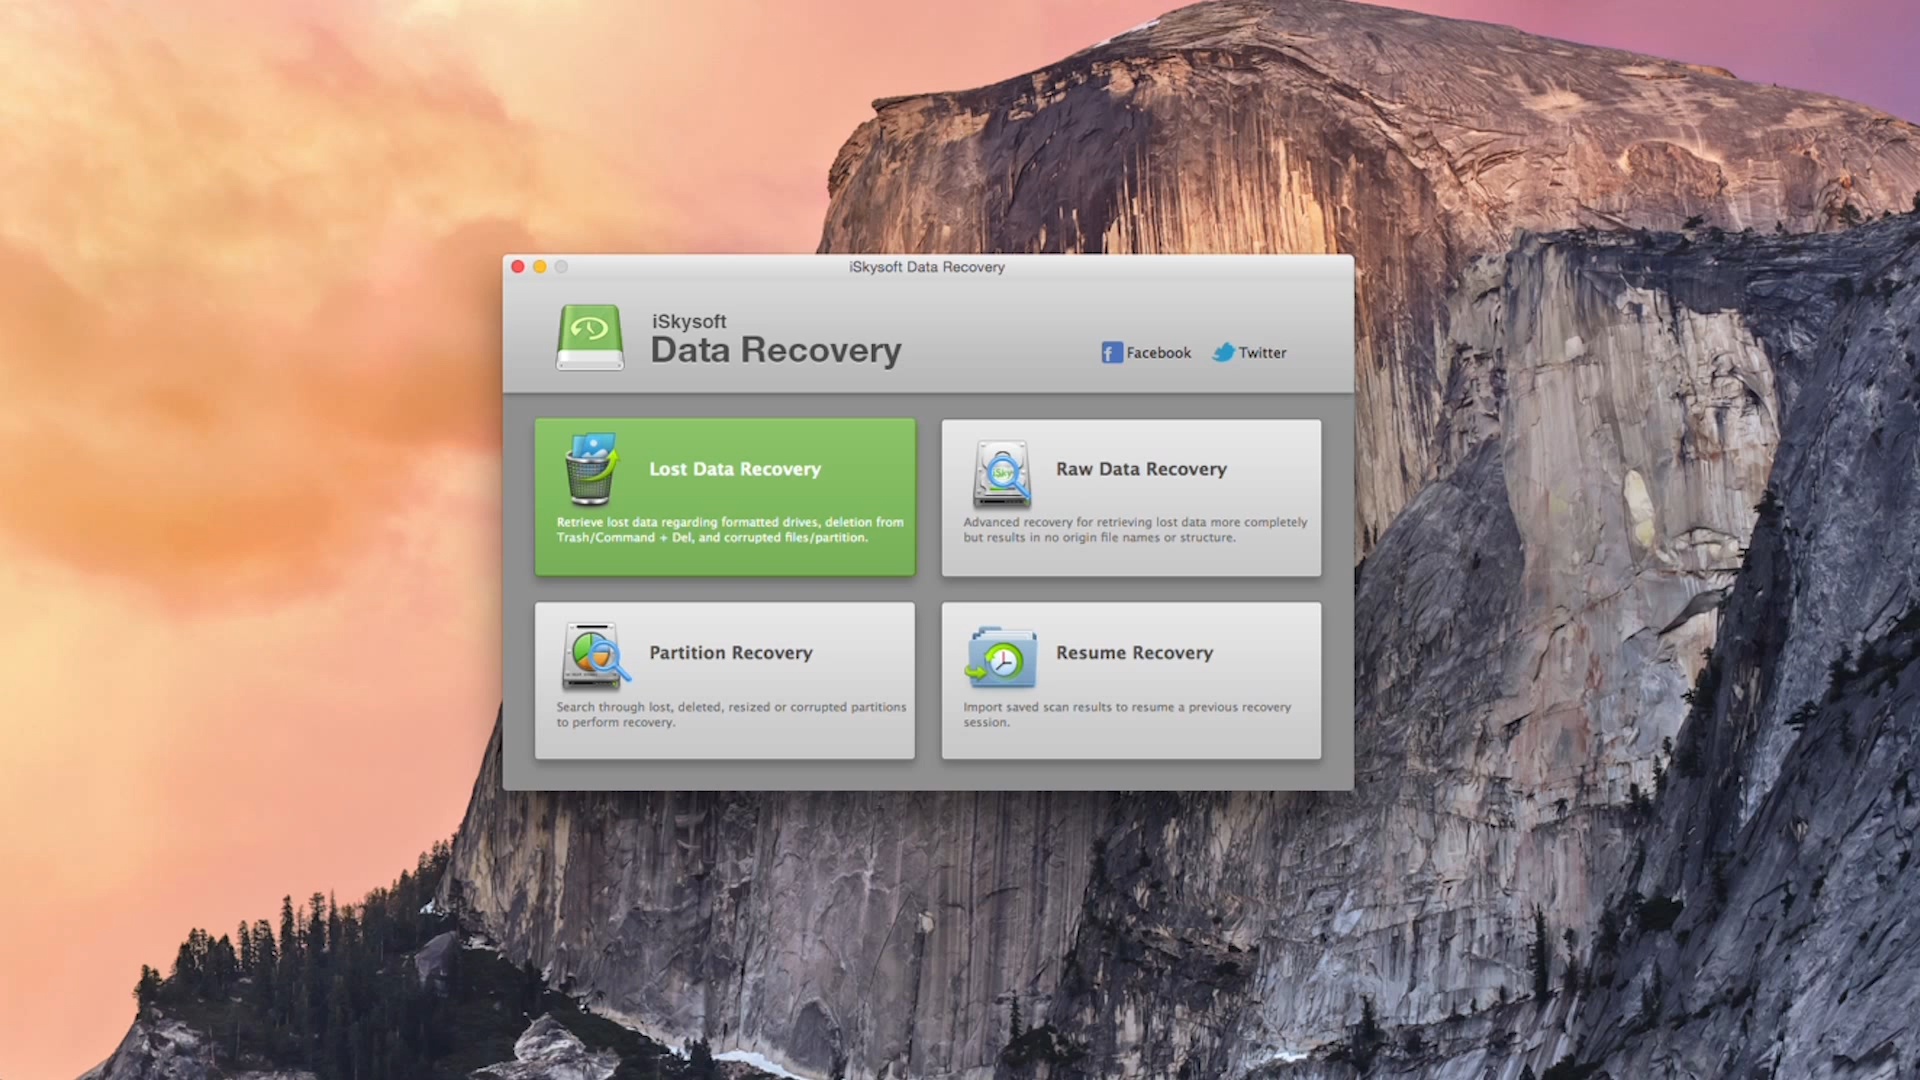 iSkysoft Data Recovery
iSkysoft
Data Recovery
Facebook
Twitter
Lost Data Recovery
Retrieve lost data regarding formatted drives, deletion from
Trash/Command + Del, and corrupted files/partition.
iSky
Raw Data Recovery
Advanced recovery for retrieving lost data more completely
but results in no origin file names or structure.
Partition Recovery
Search through lost, deleted, resized or corrupted partitions
to perform recovery.
Resume Recovery
Import saved scan results to resume a previous recovery
session.